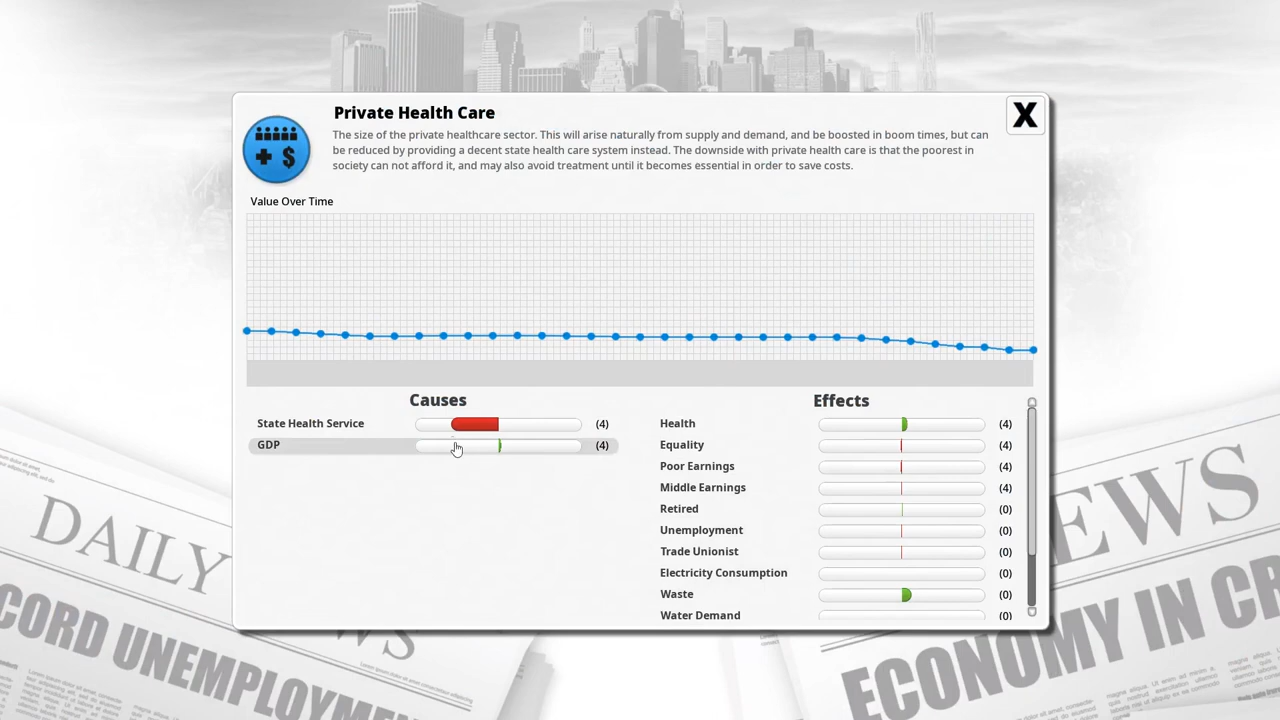 Private Health Care
X
The size of the private healthcare sector. This will arise naturally from supply and demand, and be boosted in boom times, but can
be reduced by providing a decent state health care system instead. The downside with private health care is that the poorest in
society can not afford it, and may also avoid treatment until it becomes essential in order to save costs.
$
Value Over Time
Causes
State Health Service (4)
GDP (4)
Effects
Health (4)
Equality (4)
Poor Earnings (4)
Middle Earnings (4)
Retired (0)
Unemployment (0)
Trade Unionist (0)
Electricity Consumption (0)
Waste (0)
Water Demand (0)
DAILY
WS
CORD UNEMPLOYME
EWS
ECONOMY IN CR